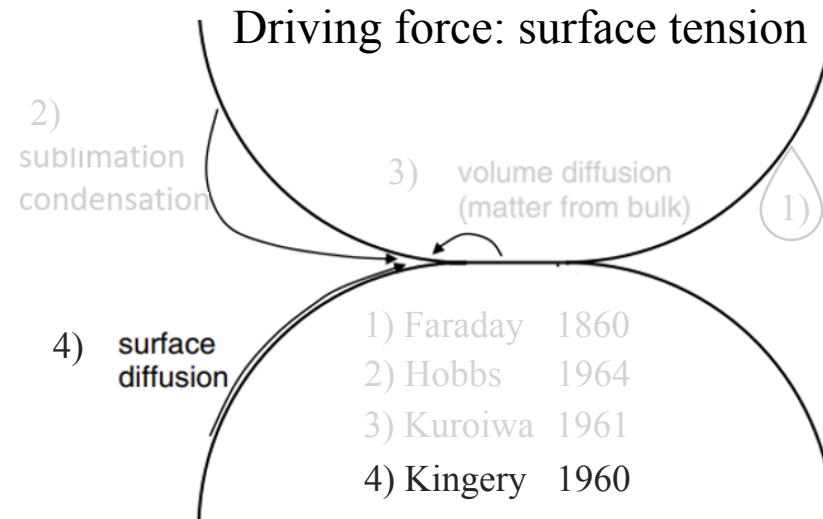 Driving force: surface tension
2)
sublimation
condensation
3) volume diffusion
(matter from bulk)
1)
4) surface
diffusion
1) Faraday 1860
2) Hobbs 1964
3) Kuroiwa 1961
4) Kingery 1960